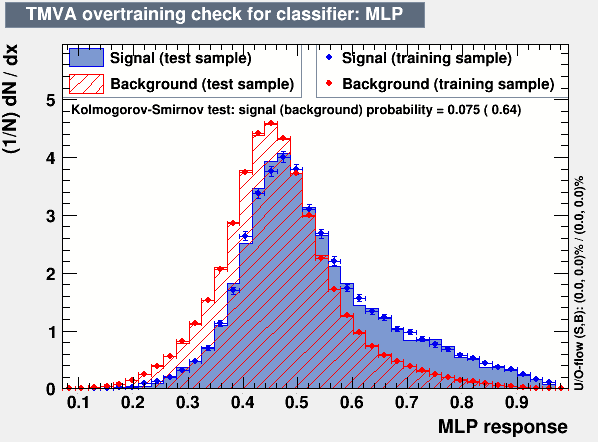 TMVA overtraining check for classifier: MLP
Signal (test sample)
Background (test sample)
Signal (training sample)
Background (training sample)
Kolmogorov-Smirnov test: signal (background) probability = 0.075 ( 0.64)
(1/N) dN / dx
5
4
3
2
1
0
0.1 0.2 0.3 0.4 0.5 0.6 0.7 0.8 0.9
MLP response
U/O-flow (S,B): (0.0, 0.0)% / (0.0, 0.0)%